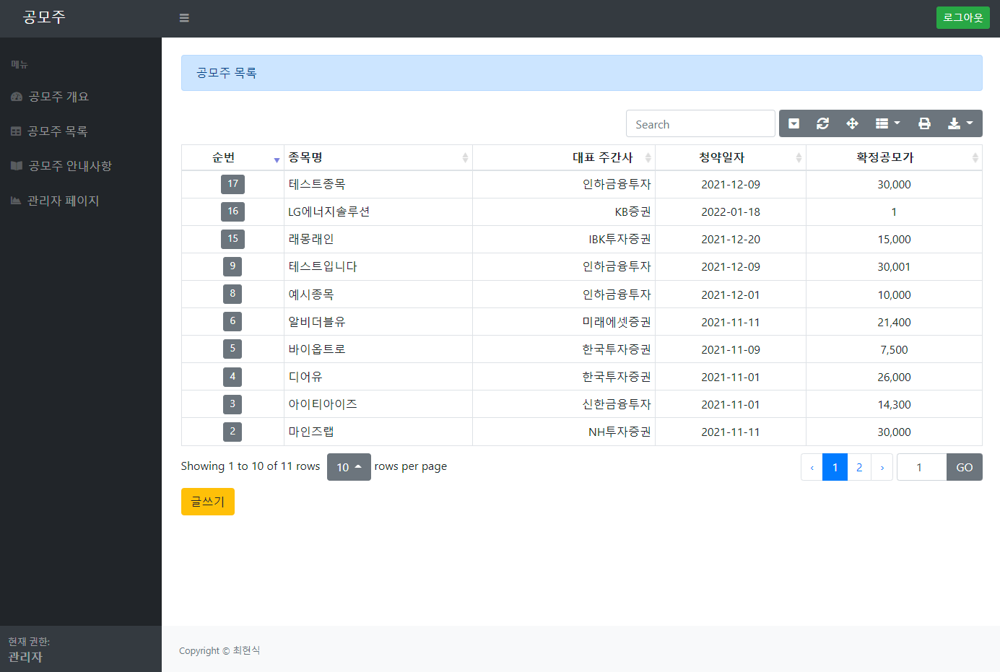 공모주
로그아웃
메뉴
공모주 개요
공모주 목록
공모주 안내사항
관리자 페이지
공모주 목록
Search
순번 종목명 대표 주간사 청약일자 확정공모가
17 테스트종목 인하금융투자 2021-12-09 30,000
16 LG에너지솔루션 KB증권 2022-01-18 1
15 래몽래인 IBK투자증권 2021-12-20 15,000
9 테스트입니다 인하금융투자 2021-12-09 30,001
8 예시종목 인하금융투자 2021-12-01 10,000
6 알비더블유 미래에셋증권 2021-11-11 21,400
5 바이옵트로 한국투자증권 2021-11-09 7,500
4 디어유 한국투자증권 2021-11-01 26,000
3 아이티아이즈 신한금융투자 2021-11-01 14,300
2 마인즈랩 NH투자증권 2021-11-11 30,000
Showing 1 to 10 of 11 rows 10 rows per page ‹ 1 2 › 1 GO
글쓰기
현재 권한:
관리자
Copyright © 최현식